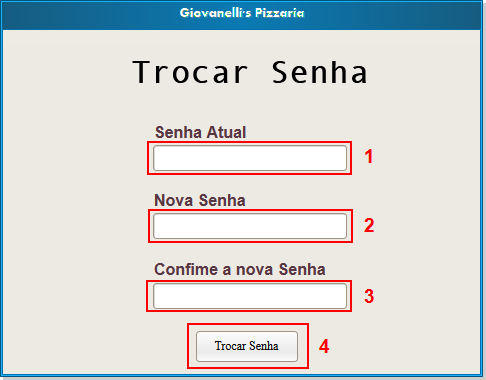 Giovanelli's Pizzaria
Trocar Senha
Senha Atual
1
Nova Senha
2
Confime a nova Senha
3
Trocar Senha
4